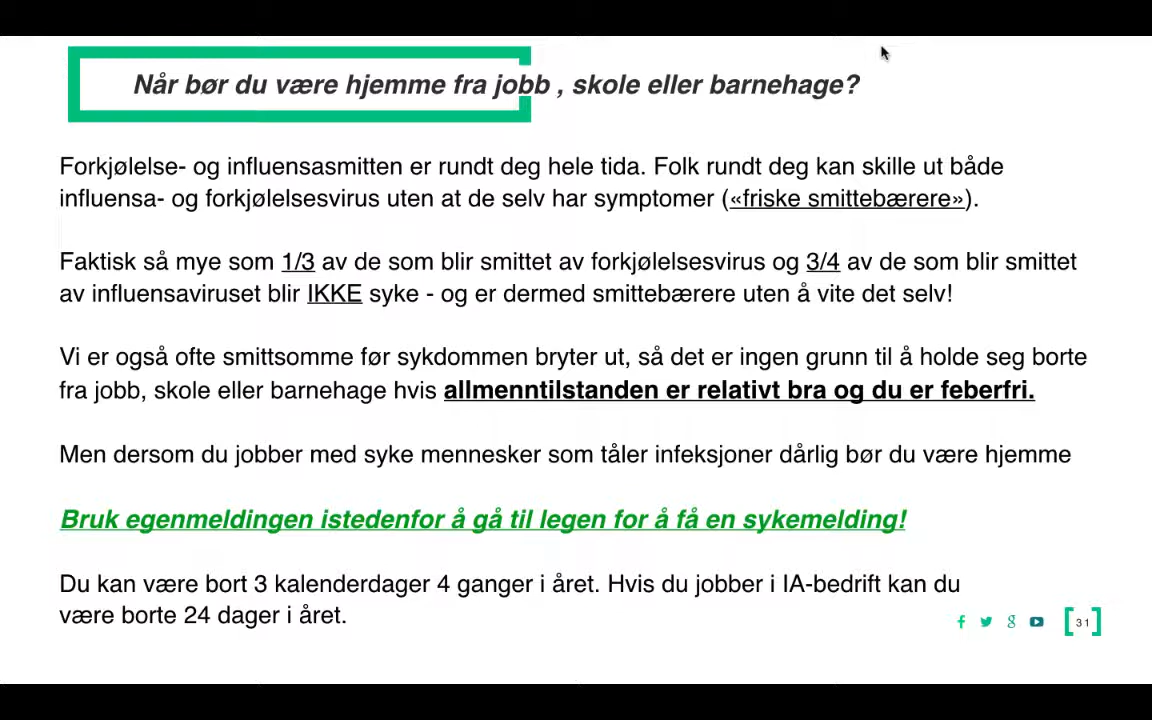 Når bør du være hjemme fra jobb , skole eller barnehage?
Forkjølelse- og influensasmitten er rundt deg hele tida. Folk rundt deg kan skille ut både
influensa- og forkjølelsesvirus uten at de selv har symptomer («friske smittebærere»).
Faktisk så mye som 1/3 av de som blir smittet av forkjølelsesvirus og 3/4 av de som blir smittet
av influensaviruset blir IKKE syke - og er dermed smittebærere uten å vite det selv!
Vi er også ofte smittsomme før sykdommen bryter ut, så det er ingen grunn til å holde seg borte
fra jobb, skole eller barnehage hvis allmenntilstanden er relativt bra og du er feberfri.
Men dersom du jobber med syke mennesker som tåler infeksjoner dårlig bør du være hjemme
Bruk egenmeldingen istedenfor å gå til legen for å få en sykemelding!
Du kan være bort 3 kalenderdager 4 ganger i året. Hvis du jobber i IA-bedrift kan du
være borte 24 dager i året.
31